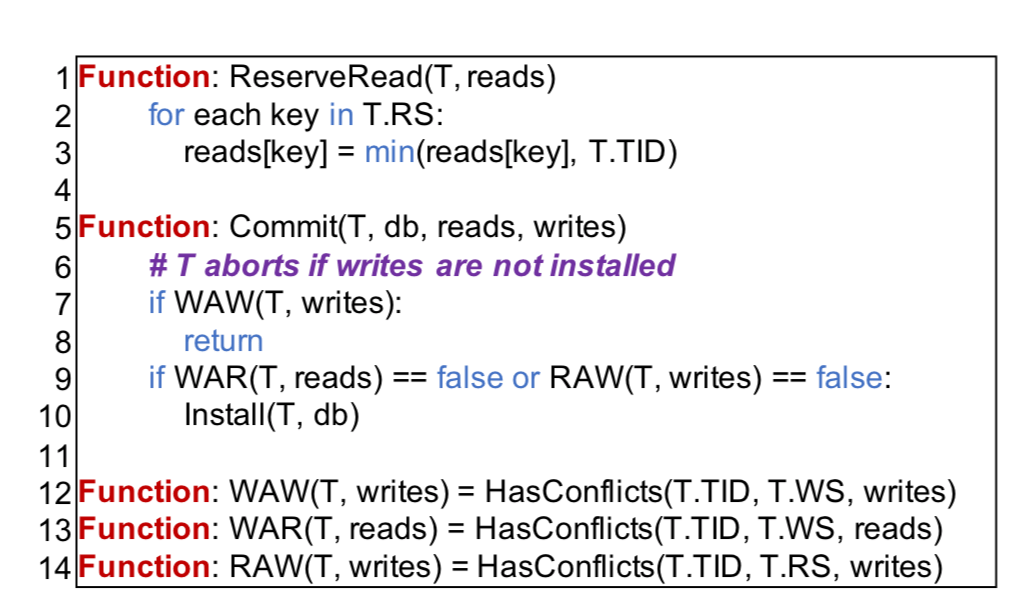 1 Function: ReserveRead(T, reads)
2 for each key in T.RS:
3 reads[key] = min(reads[key], T.TID)
4
5 Function: Commit(T, db, reads, writes)
6 # T aborts if writes are not installed
7 if WAW(T, writes):
8 return
9 if WAR(T, reads) == false or RAW(T, writes) == false:
10 Install(T, db)
11
12 Function: WAW(T, writes) = HasConflicts(T.TID, T.WS, writes)
13 Function: WAR(T, reads) = HasConflicts(T.TID, T.WS, reads)
14 Function: RAW(T, writes) = HasConflicts(T.TID, T.RS, writes)